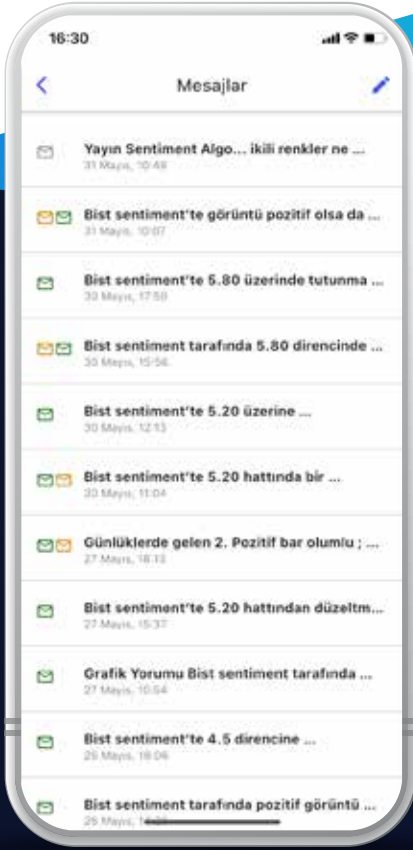 16:30
Mesajlar
Yayın Sentiment Algo... ikili renkler ne ...
31 Mayıs, 10:49
Bist sentiment'te görüntü pozitif olsa da ...
31 Mayıs, 10:07
Bist sentiment'te 5.80 üzerinde tutunma ...
30 Mayıs, 17:59
Bist sentiment tarafında 5.80 direncinde ...
30 Mayıs, 15:56
Bist sentiment'te 5.20 üzerine ...
30 Mayıs, 12:13
Bist sentiment'te 5.20 hattında bir ...
30 Mayıs, 11:04
Günlüklerde gelen 2. Pozitif bar olumlu ; ...
27 Mayıs, 18:13
Bist sentiment'te 5.20 hattından düzeltm...
27 Mayıs, 15:37
Grafik Yorumu Bist sentiment tarafında ...
27 Mayıs, 10:54
Bist sentiment'te 4.5 direncine ...
26 Mayıs, 18:06
Bist sentiment tarafında pozitif görüntü ...